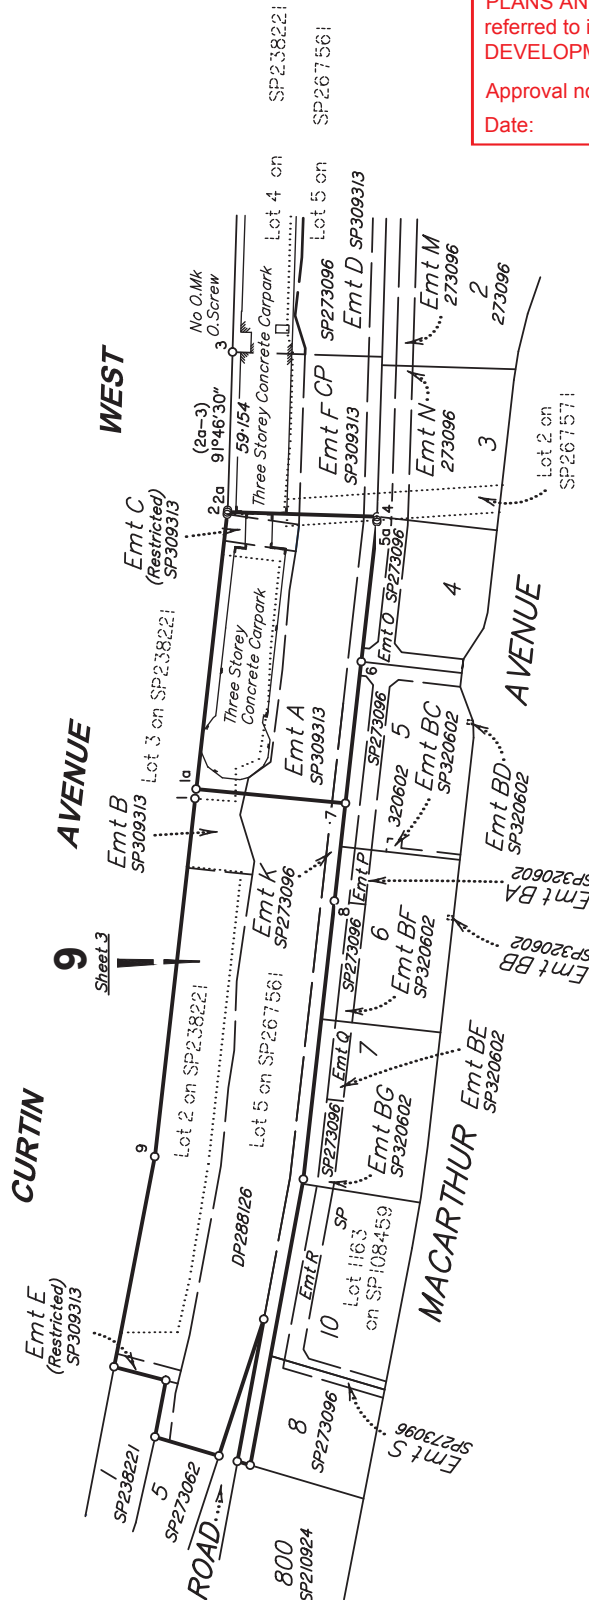 PLANS AN
referred to i
DEVELOPM
Approval no
Date:
CURTIN
AVENUE
WEST
9
Sheet 3
Emt E
(Restricted)
SP309313
Emt B
SP309313
Lot 3 on SP238221
Emt C
(Restricted)
SP309313
(2a-3)
91°46'30"
59·154
No O.Mk
O.Screw
3
2
2a
1
1a
9
Lot 4 on SP238221
Lot 5 on SP267561
Three Storey Concrete Carpark
Three Storey
Concrete Carpark
Emt A
SP309313
Emt F
SP309313
CP
SP273096
Emt D SP309313
Emt M
273096
2
273096
Emt N
273096
3
Lot 2 on
SP267571
4
5a
4
Emt O
SP273096
6
SP273096
320602
5
Emt BC
SP320602
Emt BD
SP320602
AVENUE
7
Emt K
SP273096
8
Emt P
Emt BA
SP320602
Emt BB
SP320602
SP273096
6
Emt BF
SP320602
Lot 2 on SP238221
Lot 5 on SP267561
DP288126
Emt Q
7
Emt BE
SP320602
SP273096
Emt BG
SP320602
MACARTHUR
Emt R
SP
10
Lot 1163
on SP108459
8
SP273096
Emt S
SP273096
1
SP238221
5
SP273062
ROAD
800
SP210924